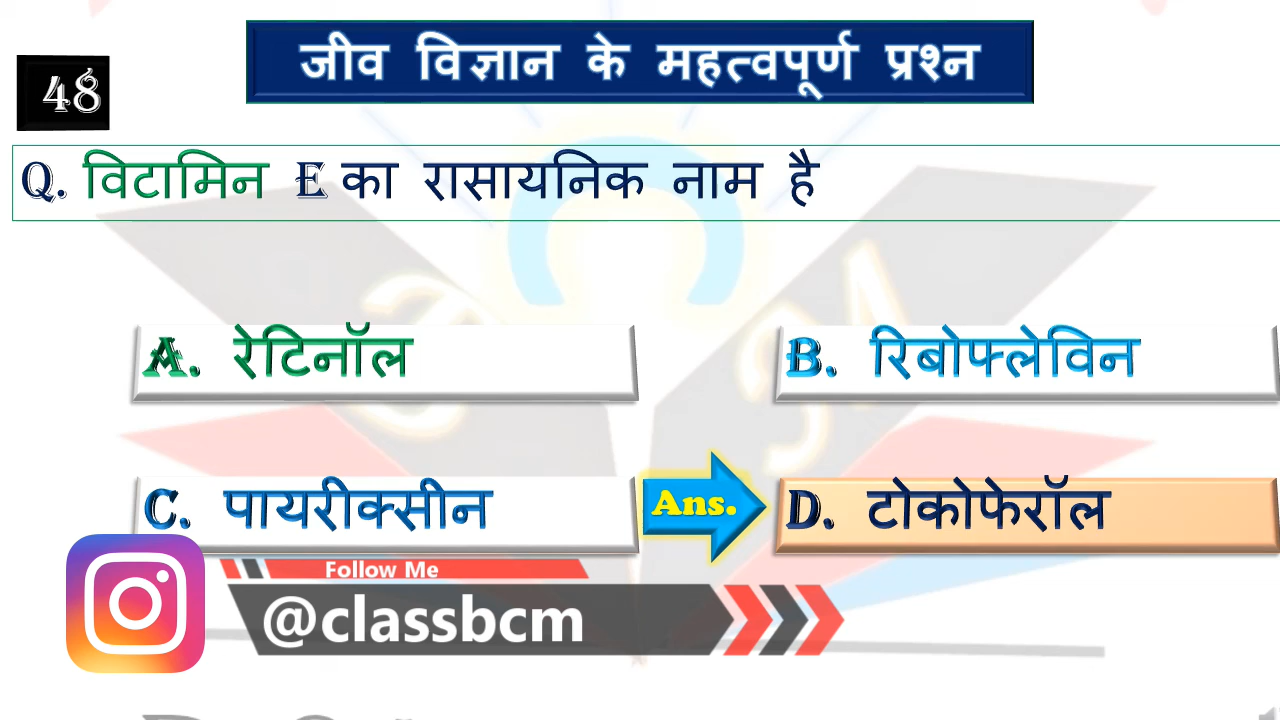 जीव विज्ञान के महत्वपूर्ण प्रश्न
48
Q. विटामिन E का रासायनिक नाम है
A. रेटिनॉल
B. रिबोफ्लेविन
C. पायरीक्सीन
Ans.
D. टोकोफेरॉल
Follow Me
@classbcm